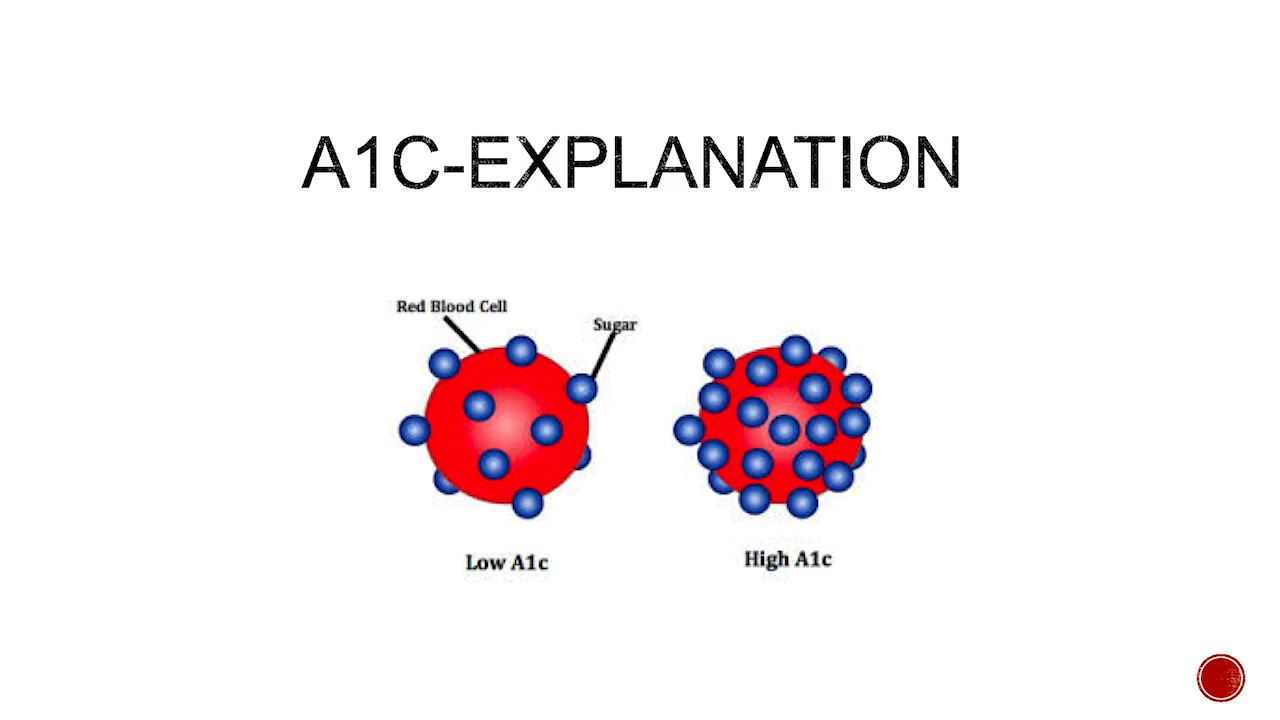 A1C-EXPLANATION
Red Blood Cell
Sugar
Low A1c
High A1c